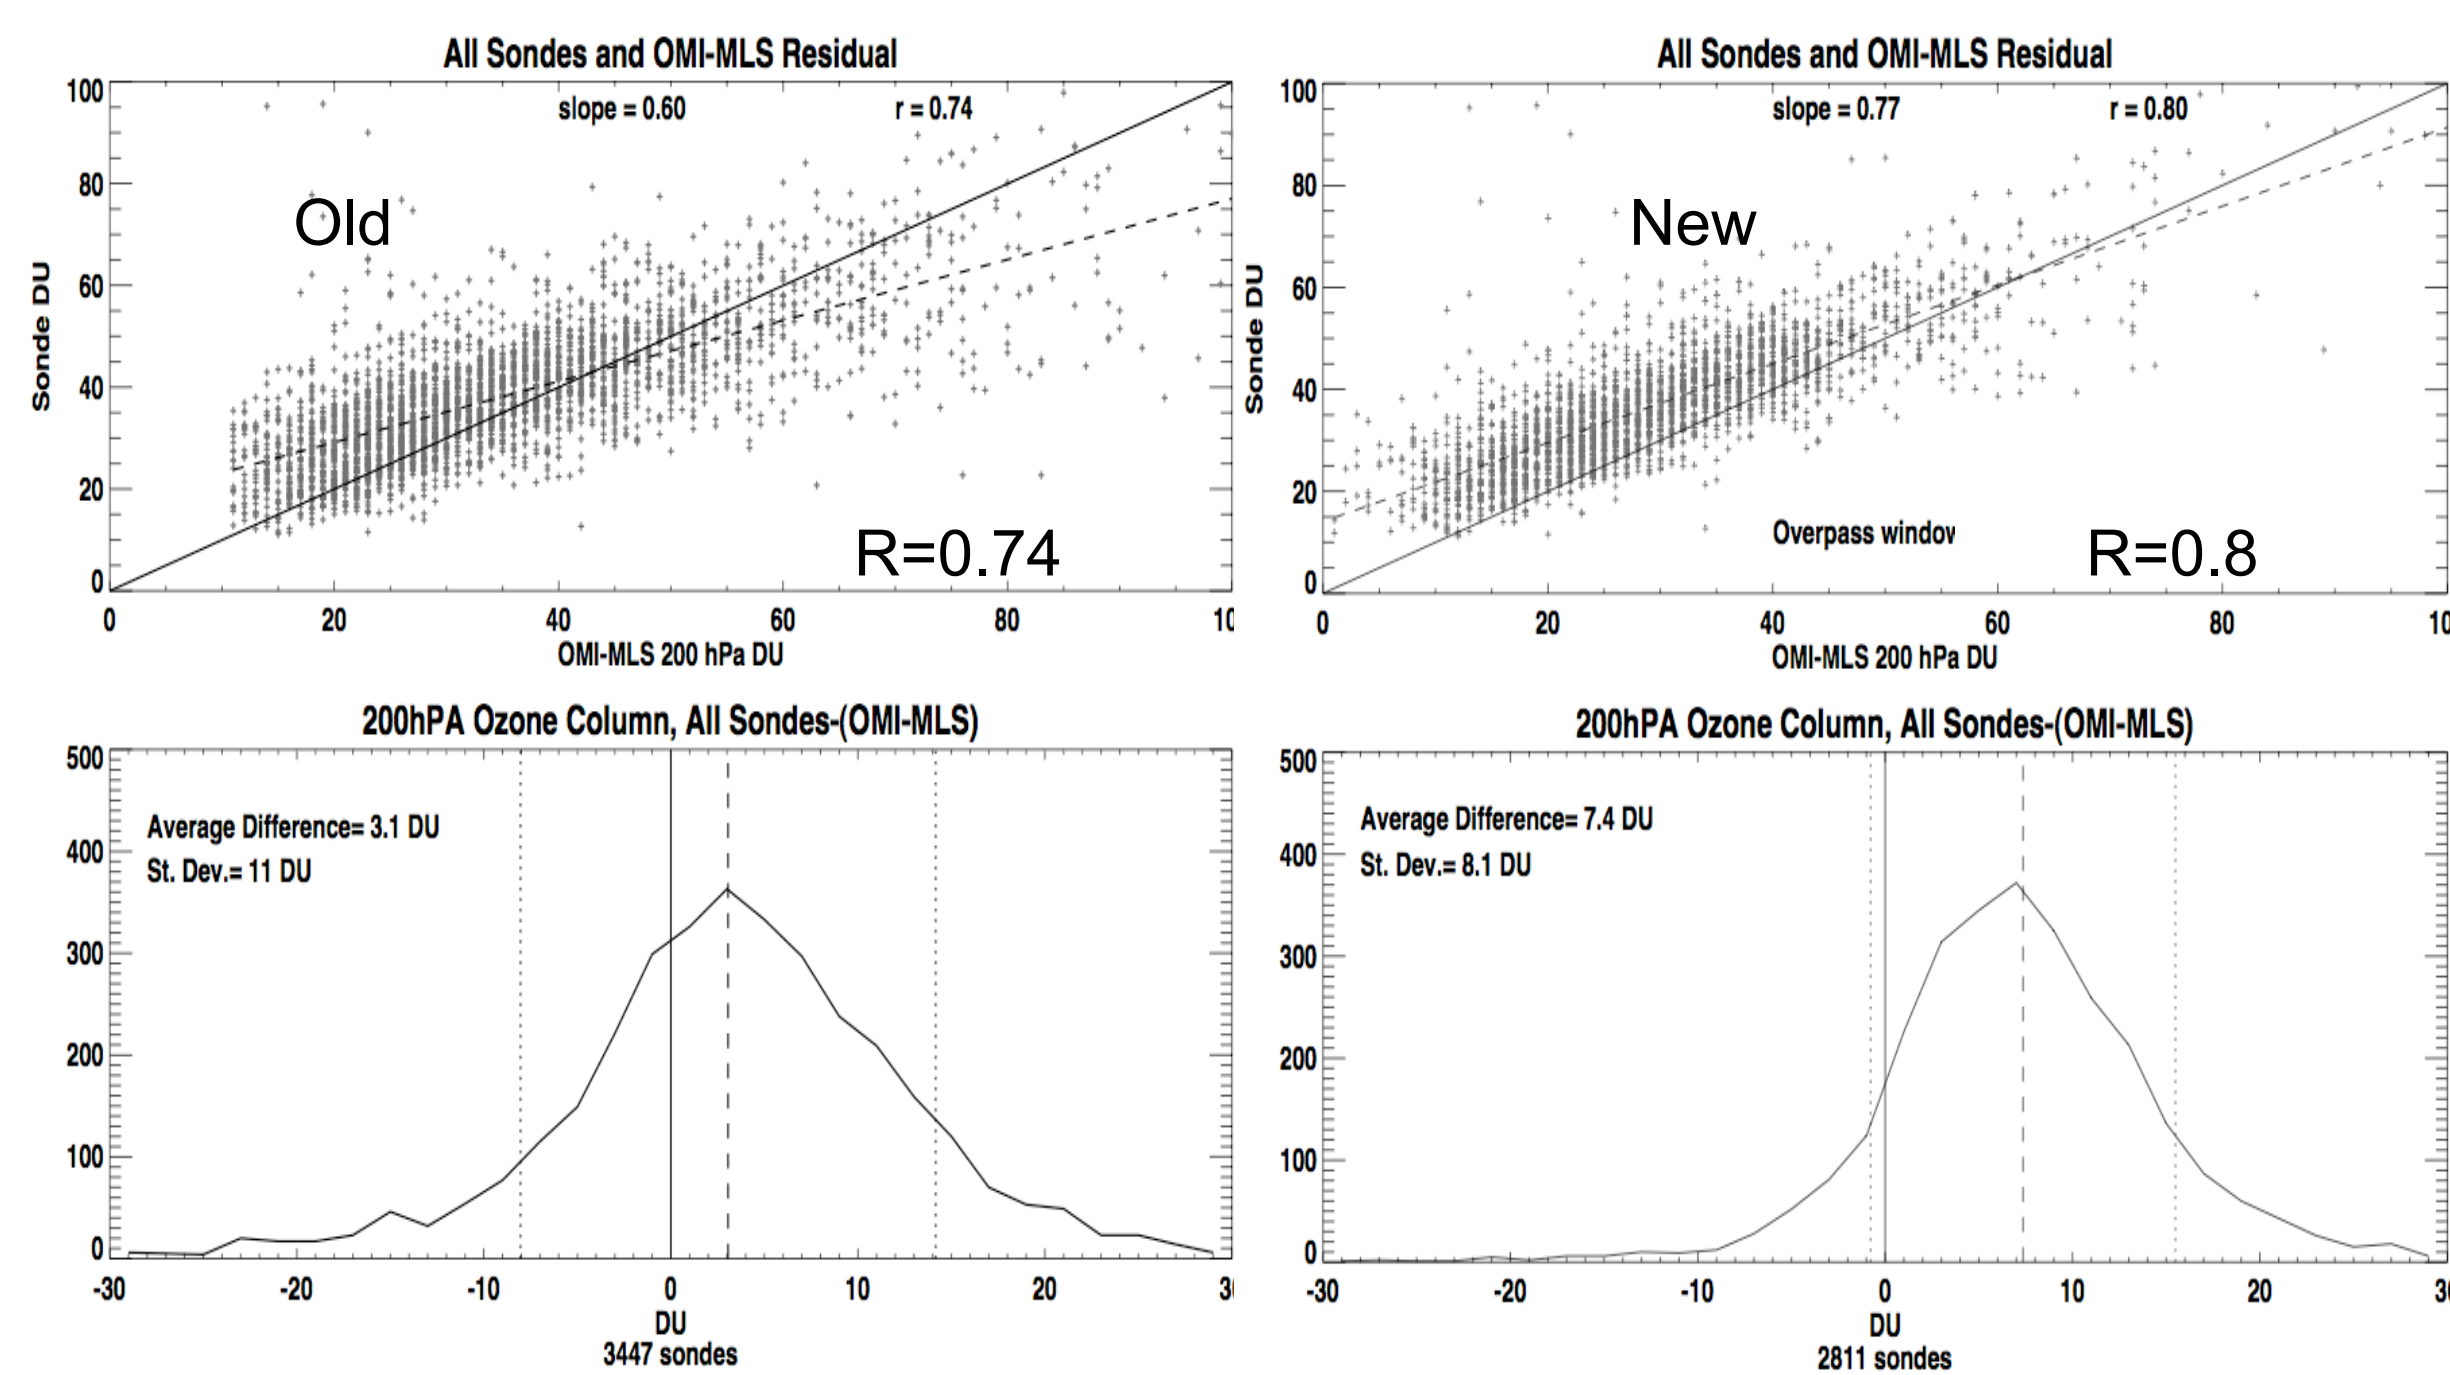 All Sondes and OMI-MLS Residual
slope = 0.60 r = 0.74
Old
R=0.74
Sonde DU
100
80
60
40
20
0
0 20 40 60 80 10
OMI-MLS 200 hPa DU
All Sondes and OMI-MLS Residual
slope = 0.77 r = 0.80
New
Overpass window
R=0.8
Sonde DU
100
80
60
40
20
0
0 20 40 60 80 10
OMI-MLS 200 hPa DU
200hPA Ozone Column, All Sondes-(OMI-MLS)
Average Difference= 3.1 DU
St. Dev.= 11 DU
500
400
300
200
100
0
-30 -20 -10 0 10 20 3
DU
3447 sondes
200hPA Ozone Column, All Sondes-(OMI-MLS)
Average Difference= 7.4 DU
St. Dev.= 8.1 DU
500
400
300
200
100
0
-30 -20 -10 0 10 20 30
DU
2811 sondes